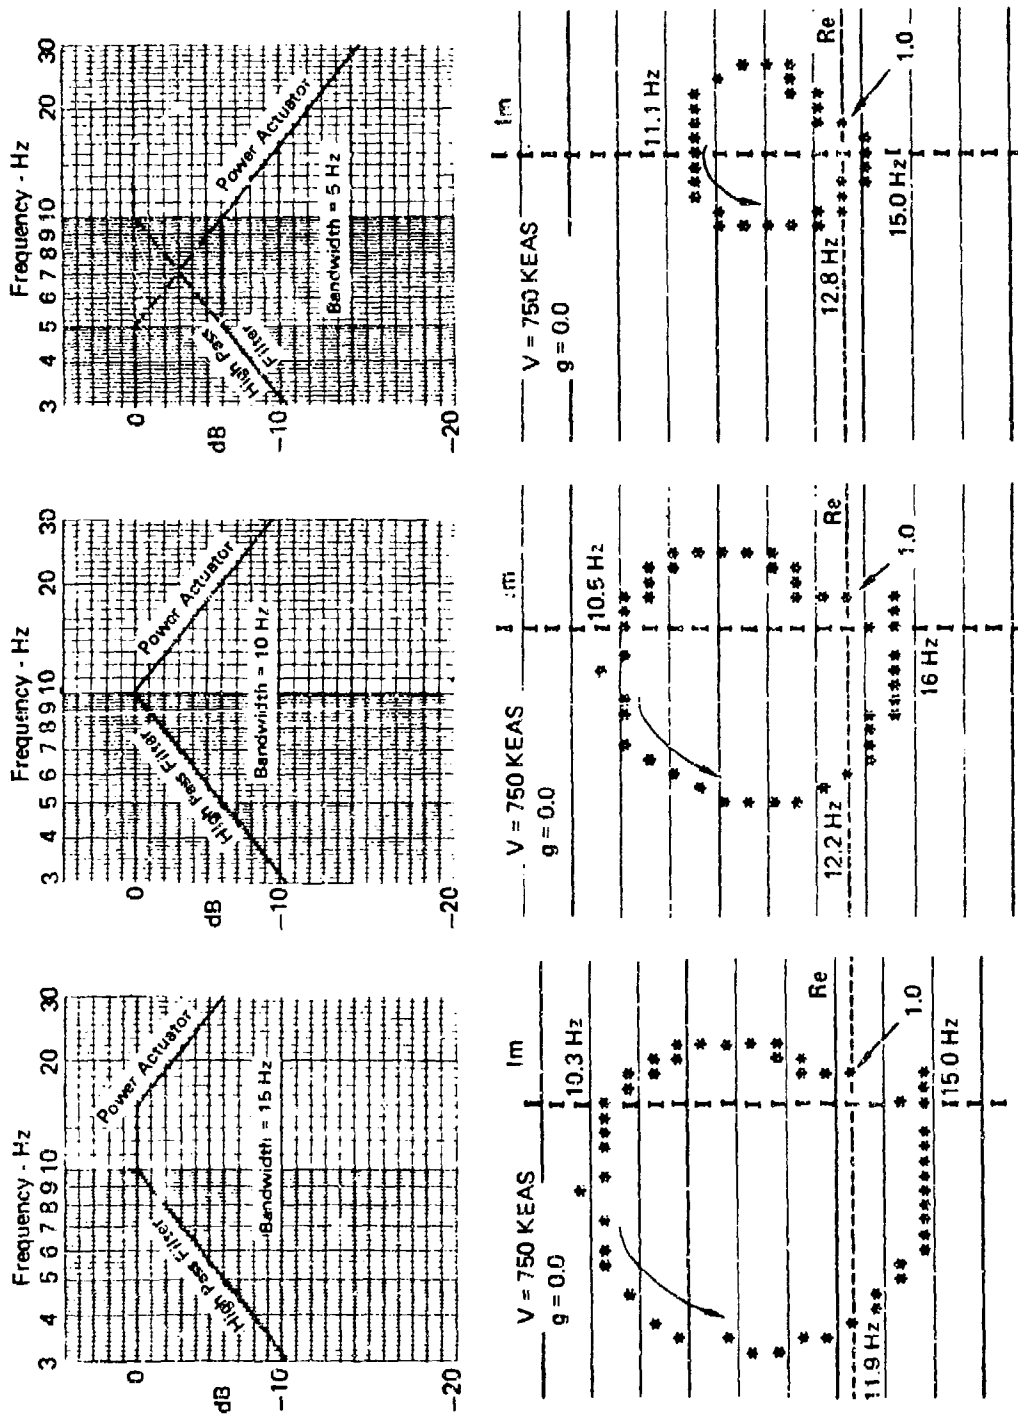 Frequency - Hz
3 4 5 6 7 8 9 10 20 30
0
dB
-10
-20
High Pass Filter
Power Actuator
Bandwidth = 15 Hz
V = 750 KEAS
g = 0.0
Im
10.3 Hz
Re
1.0
11.9 Hz
15.0 Hz
Frequency - Hz
3 4 5 6 7 8 9 10 20 30
0
dB
-10
-20
High Pass Filter
Power Actuator
Bandwidth = 10 Hz
V = 750 KEAS
g = 0.0
:m
10.5 Hz
Re
1.0
12.2 Hz
16 Hz
Frequency - Hz
3 4 5 6 7 8 9 10 20 30
0
dB
-10
-20
High Pass
Filter
Power Actuator
Bandwidth = 5 Hz
V = 750 KEAS
g = 0.0
Im
11.1 Hz
Re
1.0
12.8 Hz
15.0 Hz